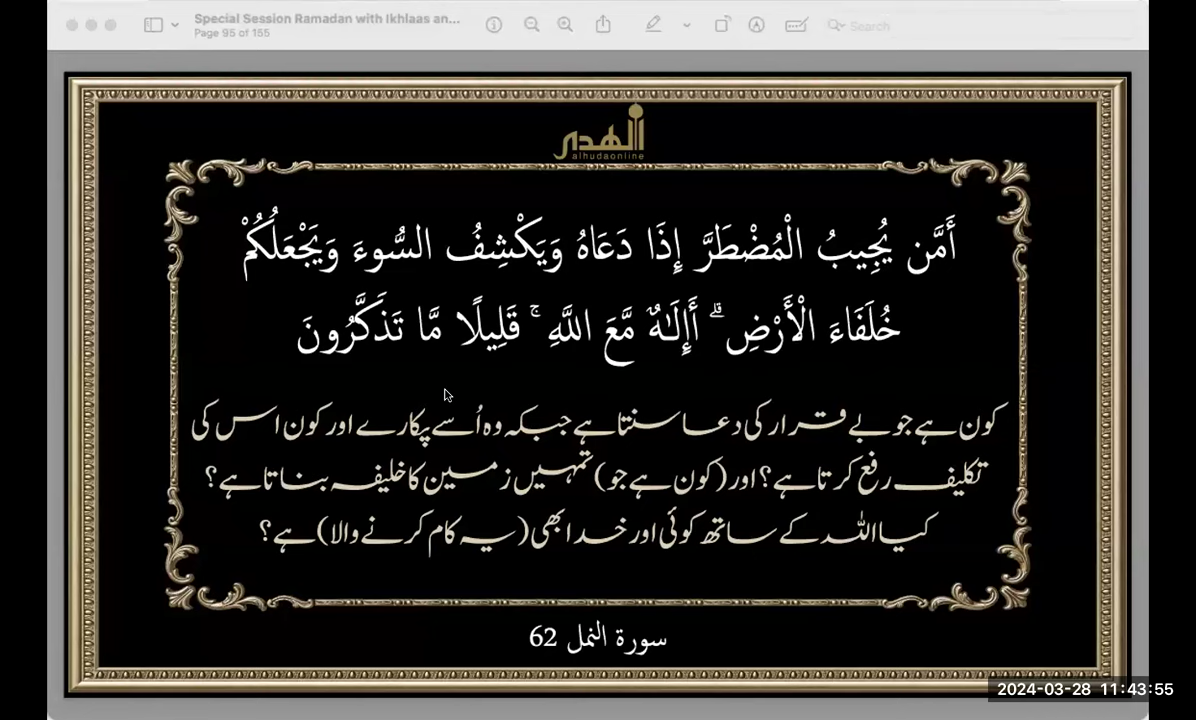 Special Session Ramadan with Ikhlaas an...
Page 95 of 155
Search
الهدى
alhudaonline
أَمَّن يُجِيبُ الْمُضْطَرَّ إِذَا دَعَاهُ وَيَكْشِفُ السُّوءَ وَيَجْعَلُكُمْ
خُلَفَاءَ الْأَرْضِ ۗ أَإِلَٰهٌ مَّعَ اللَّهِ ۚ قَلِيلًا مَّا تَذَكَّرُونَ
کون ہے جو بے قرار کی دعا سنتا ہے جبکہ وہ اُسے پکارے اور کون اس کی
تکلیف رفع کرتا ہے؟ اور (کون ہے جو) تمہیں زمین کا خلیفہ بناتا ہے؟
کیا اللہ کے ساتھ کوئی اور خدا بھی (یہ کام کرنے والا) ہے؟
سورة النمل 62
2024-03-28 11:43:55